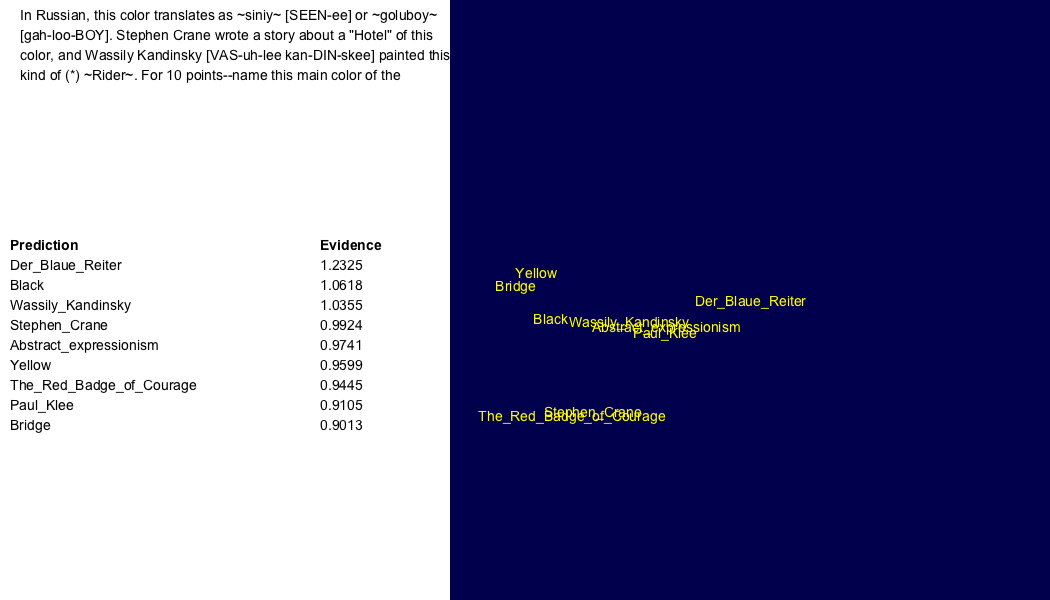 In Russian, this color translates as ~siniy~ [SEEN-ee] or ~goluboy~
[gah-loo-BOY]. Stephen Crane wrote a story about a "Hotel" of this
color, and Wassily Kandinsky [VAS-uh-lee kan-DIN-skee] painted this
kind of (*) ~Rider~. For 10 points--name this main color of the
Prediction Evidence
Der_Blaue_Reiter 1.2325
Black 1.0618
Wassily_Kandinsky 1.0355
Stephen_Crane 0.9924
Abstract_expressionism 0.9741
Yellow 0.9599
The_Red_Badge_of_Courage 0.9445
Paul_Klee 0.9105
Bridge 0.9013
Yellow
Bridge
Der_Blaue_Reiter
Black
Wassily_Kandinsky
Abstract_expressionism
Paul_Klee
Stephen_Crane
The_Red_Badge_of_Courage